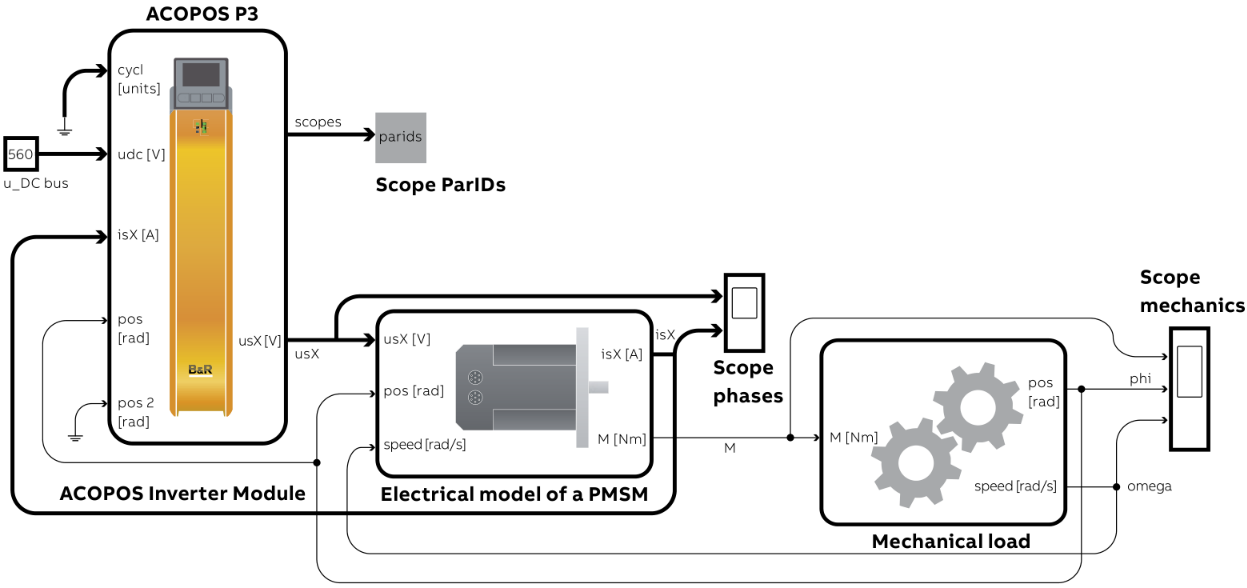 ACOPOS P3
cycl
[units]
560
udc [V]
u_DC bus
isX [A]
pos
[rad]
usX [V]
usX
B&R
pos 2
[rad]
scopes
parids
Scope ParIDs
ACOPOS Inverter Module
usX [V]
isX [A]
isX
pos [rad]
speed [rad/s]
M [Nm]
M
Electrical model of a PMSM
Scope
phases
M [Nm]
pos
[rad]
phi
speed [rad/s]
omega
Mechanical load
Scope
mechanics